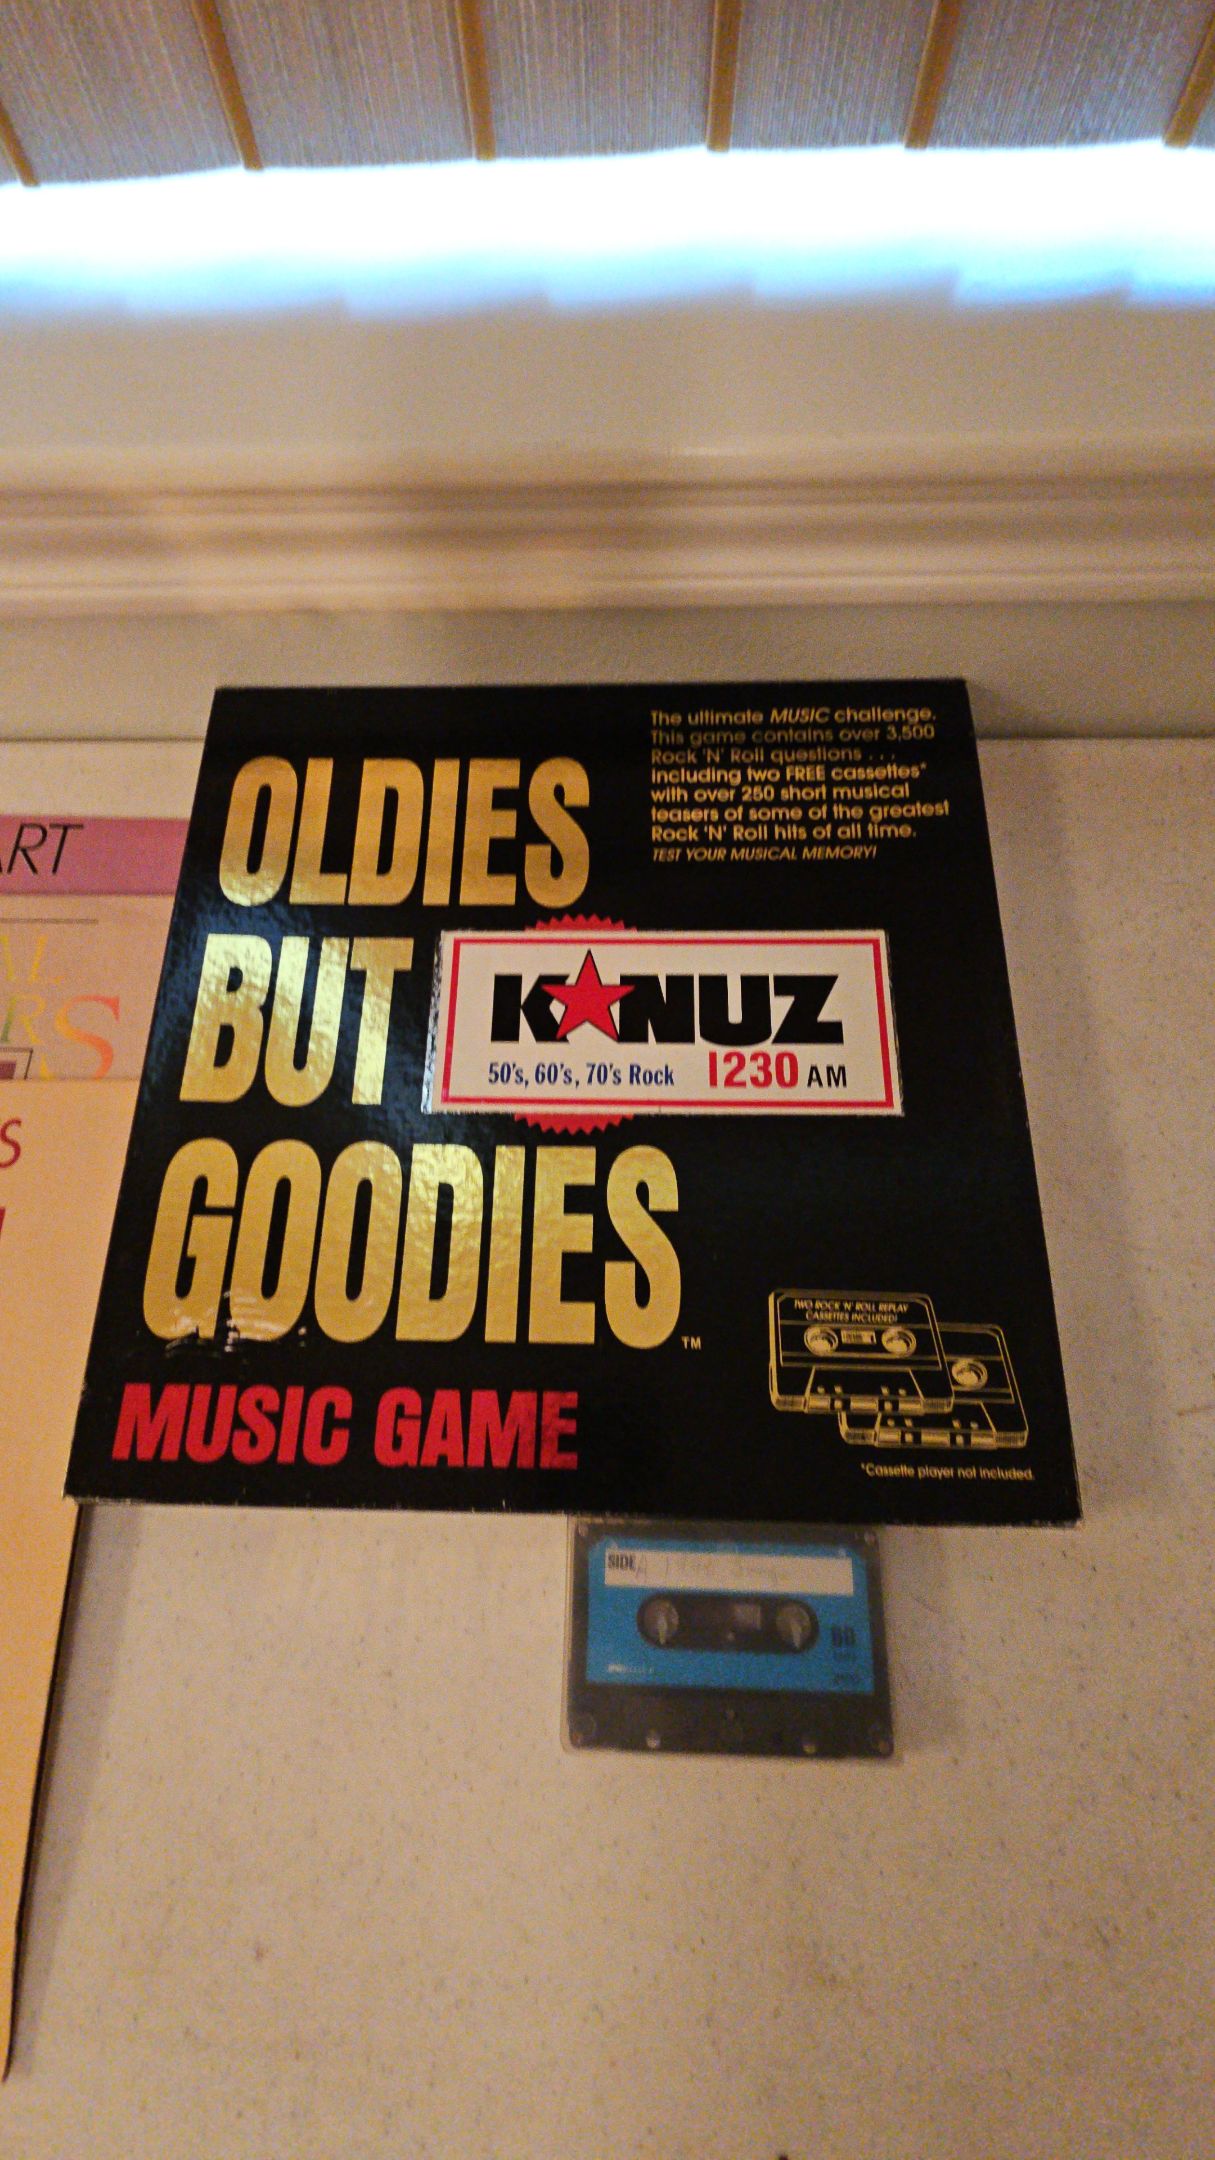 The ultimate MUSIC challenge.
This game contains over 3,500
Rock 'N' Roll questions . . .
including two FREE cassettes*
with over 250 short musical
teasers of some of the greatest
Rock 'N' Roll hits of all time.
TEST YOUR MUSICAL MEMORY!
OLDIES
BUT
GOODIES
TM
KNUZ
50's, 60's, 70's Rock 1230 AM
MUSIC GAME
TWO ROCK 'N' ROLL REPLAY
CASSETTES INCLUDED!
*Cassette player not included.
ART
S
SIDE A